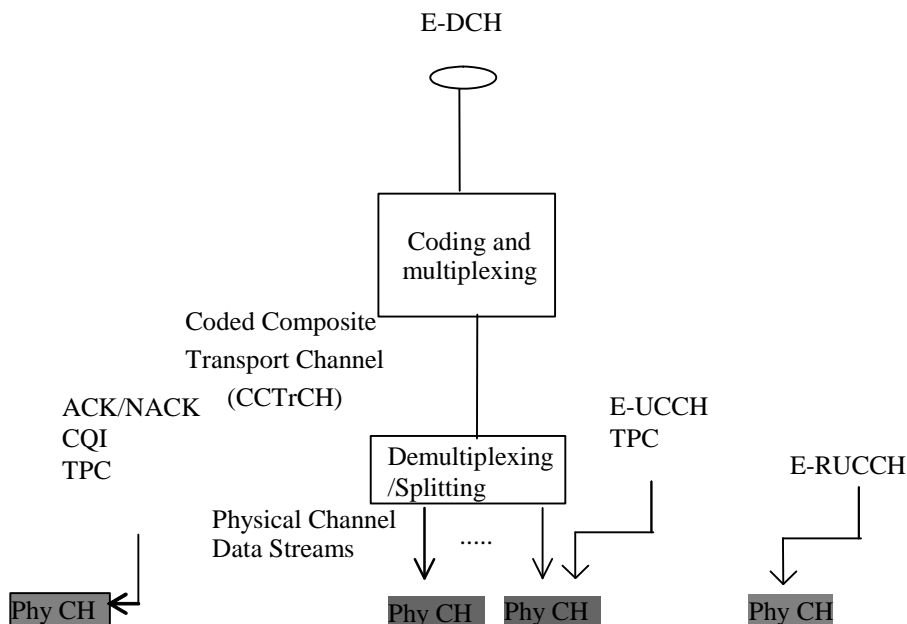 E-DCH
Coding and
multiplexing
Coded Composite
Transport Channel
(CCTrCH)
ACK/NACK
CQI
TPC
E-UCCH
TPC
Demultiplexing
/Splitting
E-RUCCH
Physical Channel
Data Streams
.....
Phy CH
Phy CH
Phy CH
Phy CH